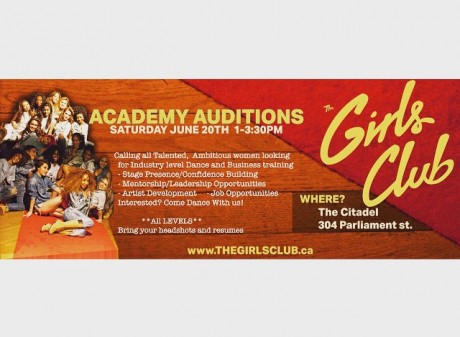 ACADEMY AUDITIONS
SATURDAY JUNE 20TH 1-3:30PM
Calling all Talented, Ambitious women looking
for Industry level Dance and Business training
- Stage Presence/Confidence Building
- Mentorship/Leadership Opportunities
- Artist Development - Job Opportunities
Interested? Come Dance With us!
**All LEVELS**
Bring your headshots and resumes
The
Girls
Club
WHERE?
The Citadel
304 Parliament st.
www.THEGIRLSCLUB.ca